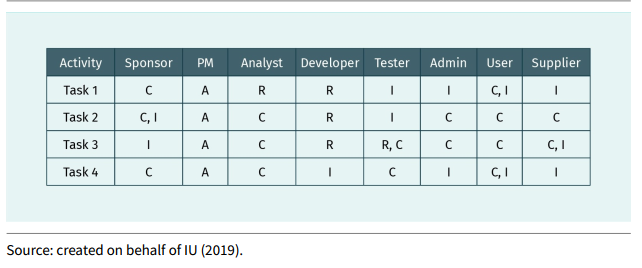 Activity Sponsor PM Analyst Developer Tester Admin User Supplier
Task 1 C A R R I I C, I I
Task 2 C, I A C R I C C C
Task 3 I A C R R, C C C C, I
Task 4 C A C I C I C, I I
Source: created on behalf of IU (2019).